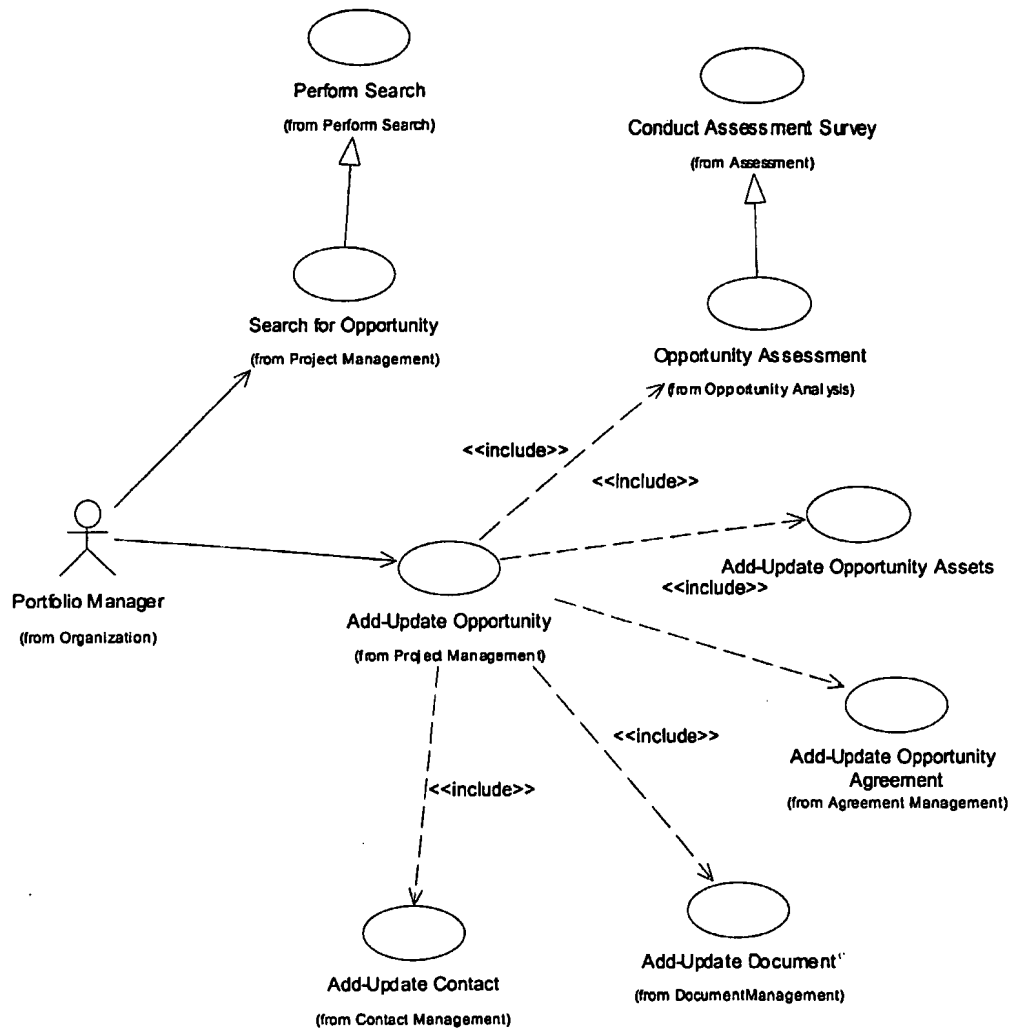 Perform Search
(from Perform Search)
Conduct Assessment Survey
(from Assessment)
Search for Opportunity
(from Project Management)
Opportunity Assessment
(from Opportunity Analysis)
<<include>>
<<include>>
Add-Update Opportunity Assets
<<include>>
Portfolio Manager
(from Organization)
Add-Update Opportunity
(from Project Management)
<<include>>
Add-Update Opportunity
Agreement
(from Agreement Management)
<<include>>
Add-Update Document
(from DocumentManagement)
Add-Update Contact
(from Contact Management)